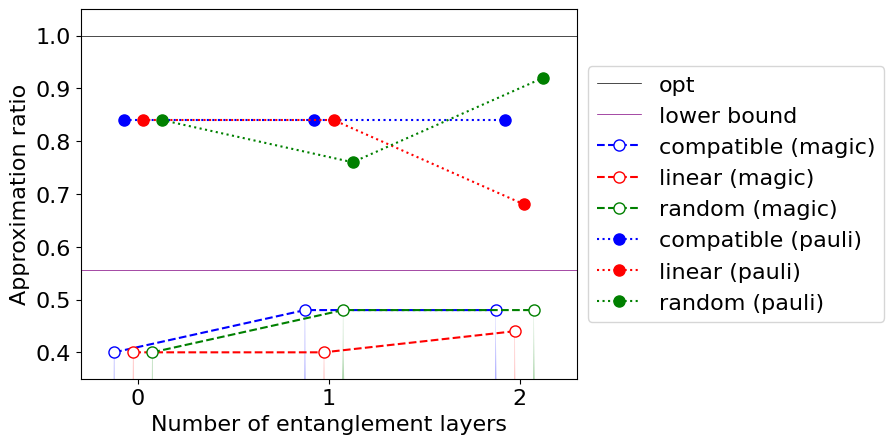 1.0
0.9
0.8
0.7
0.6
0.5
0.4
Approximation ratio
0
1
2
Number of entanglement layers
opt
lower bound
compatible (magic)
linear (magic)
random (magic)
compatible (pauli)
linear (pauli)
random (pauli)